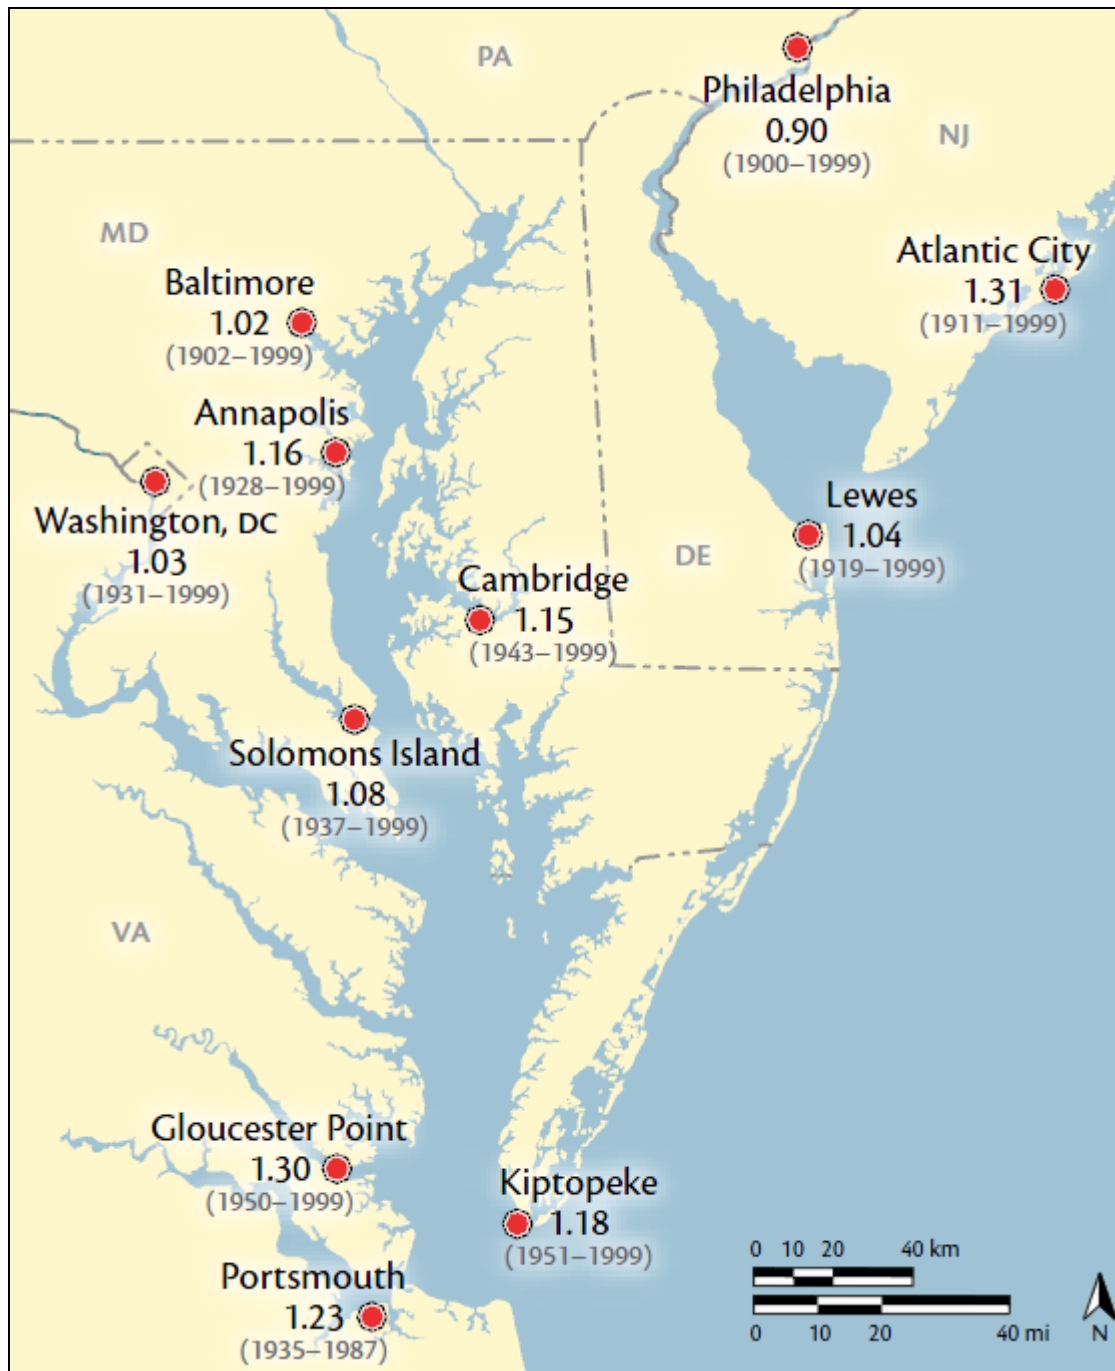 PA
Philadelphia
0.90
(1900–1999)
NJ
MD
Atlantic City
1.31
(1911–1999)
Baltimore
1.02
(1902–1999)
Annapolis
1.16
(1928–1999)
Washington, DC
1.03
(1931–1999)
Lewes
1.04
(1919–1999)
DE
Cambridge
1.15
(1943–1999)
Solomons Island
1.08
(1937–1999)
VA
Gloucester Point
1.30
(1950–1999)
Kiptopeke
1.18
(1951–1999)
Portsmouth
1.23
(1935–1987)
0 10 20 40 km
0 10 20 40 mi
N